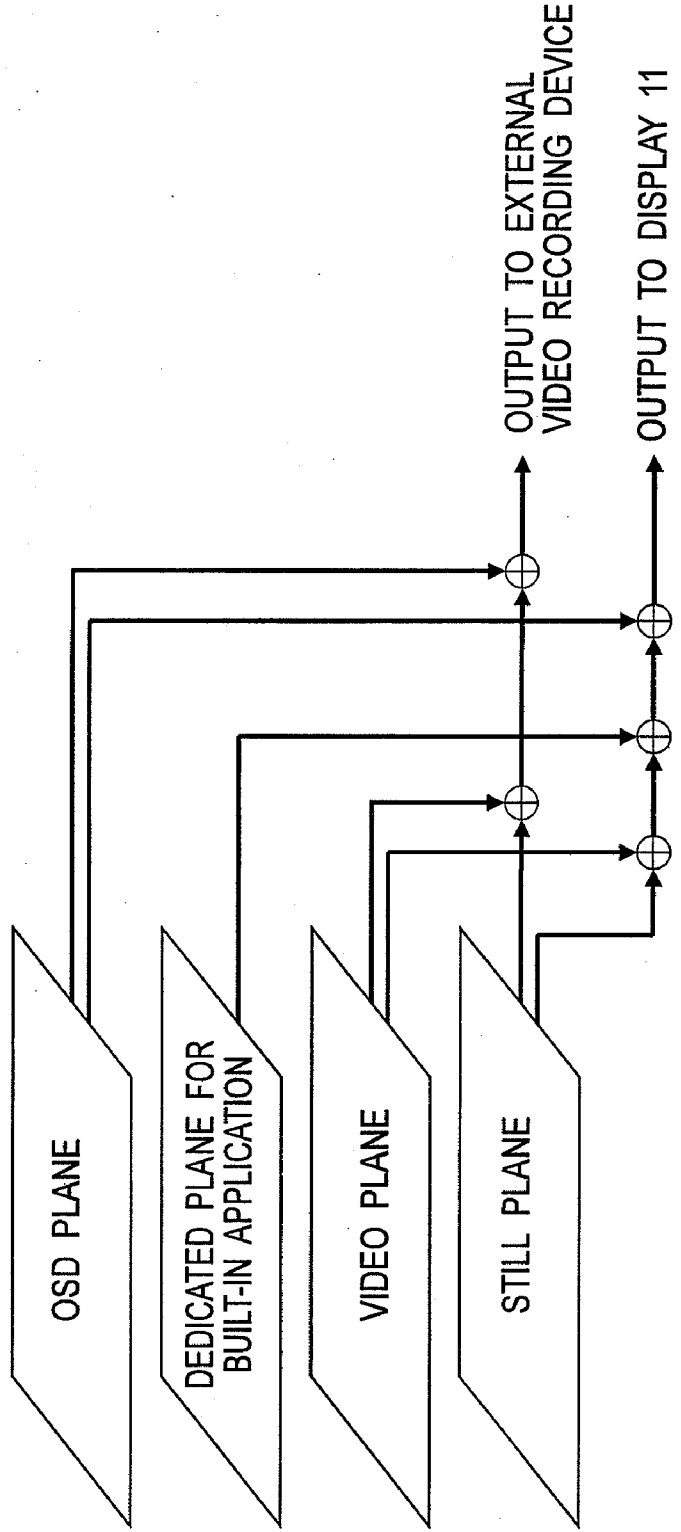 OSD PLANE
DEDICATED PLANE FOR
BUILT-IN APPLICATION
VIDEO PLANE
STILL PLANE
OUTPUT TO EXTERNAL
VIDEO RECORDING DEVICE
OUTPUT TO DISPLAY 11